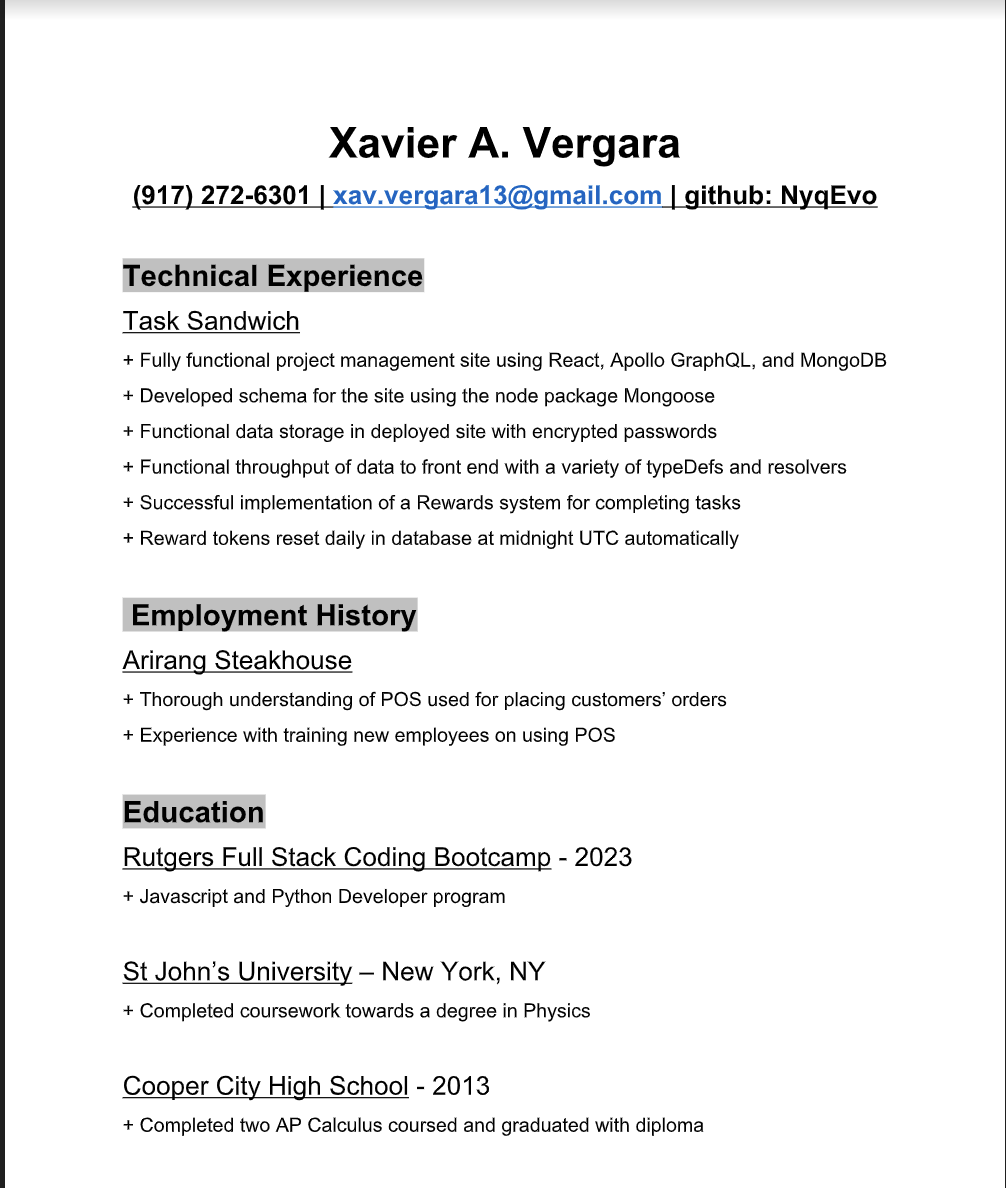 Xavier A. Vergara
(917) 272-6301 | xav.vergara13@gmail.com | github: NyqEvo
Technical Experience
Task Sandwich
+ Fully functional project management site using React, Apollo GraphQL, and MongoDB
+ Developed schema for the site using the node package Mongoose
+ Functional data storage in deployed site with encrypted passwords
+ Functional throughput of data to front end with a variety of typeDefs and resolvers
+ Successful implementation of a Rewards system for completing tasks
+ Reward tokens reset daily in database at midnight UTC automatically
Employment History
Arirang Steakhouse
+ Thorough understanding of POS used for placing customers’ orders
+ Experience with training new employees on using POS
Education
Rutgers Full Stack Coding Bootcamp - 2023
+ Javascript and Python Developer program
St John’s University – New York, NY
+ Completed coursework towards a degree in Physics
Cooper City High School - 2013
+ Completed two AP Calculus coursed and graduated with diploma